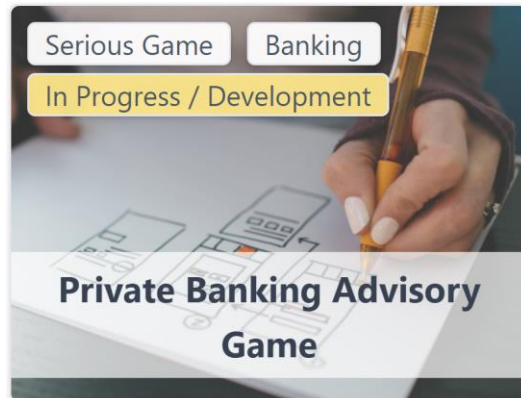 Serious Game
Banking
In Progress / Development
Private Banking Advisory
Game